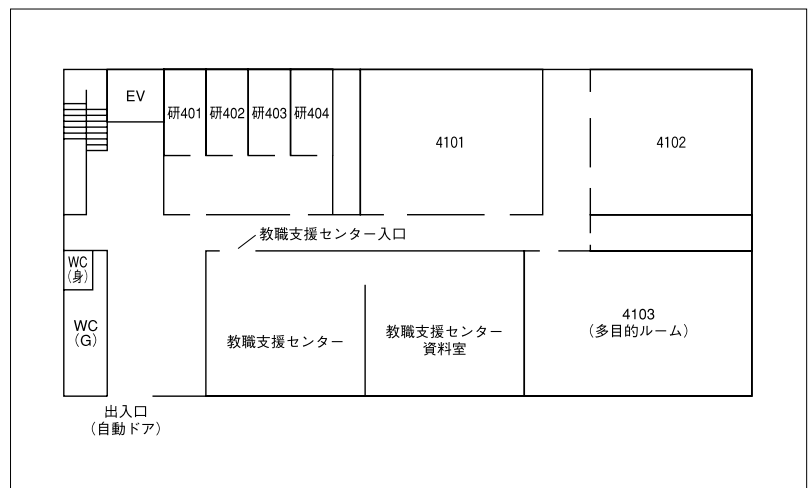 EV
研401
研402
研403
研404
4101
4102
教職支援センター入口
WC
(身)
WC
(G)
教職支援センター
教職支援センター
資料室
4103
(多目的ルーム)
出入口
(自動ドア)